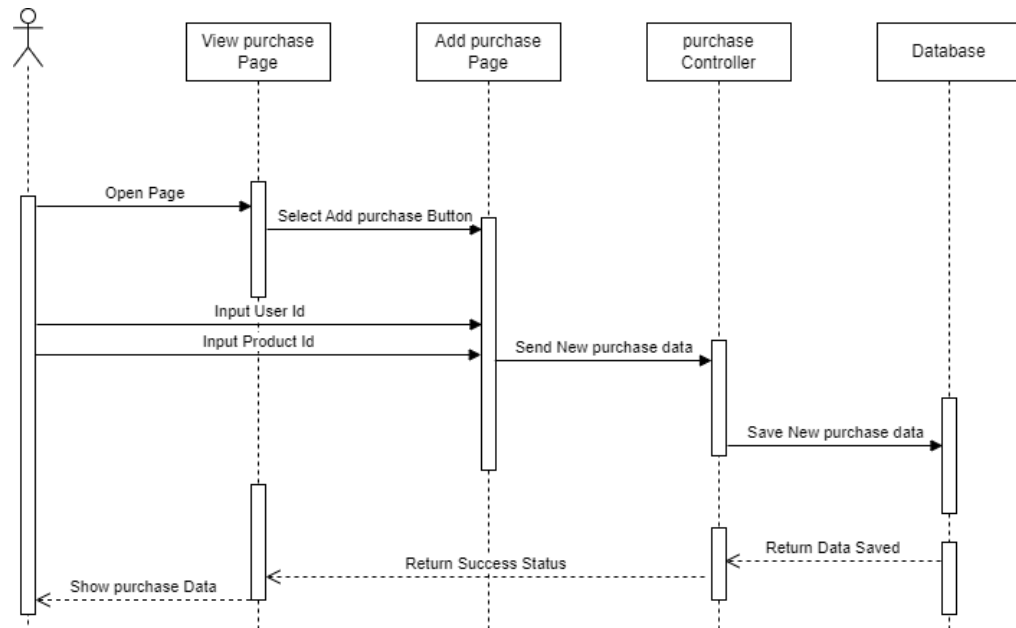 View purchase
Page
Add purchase
Page
purchase
Controller
Database
Open Page
Select Add purchase Button
Input User Id
Input Product Id
Send New purchase data
Save New purchase data
Return Data Saved
Return Success Status
Show purchase Data